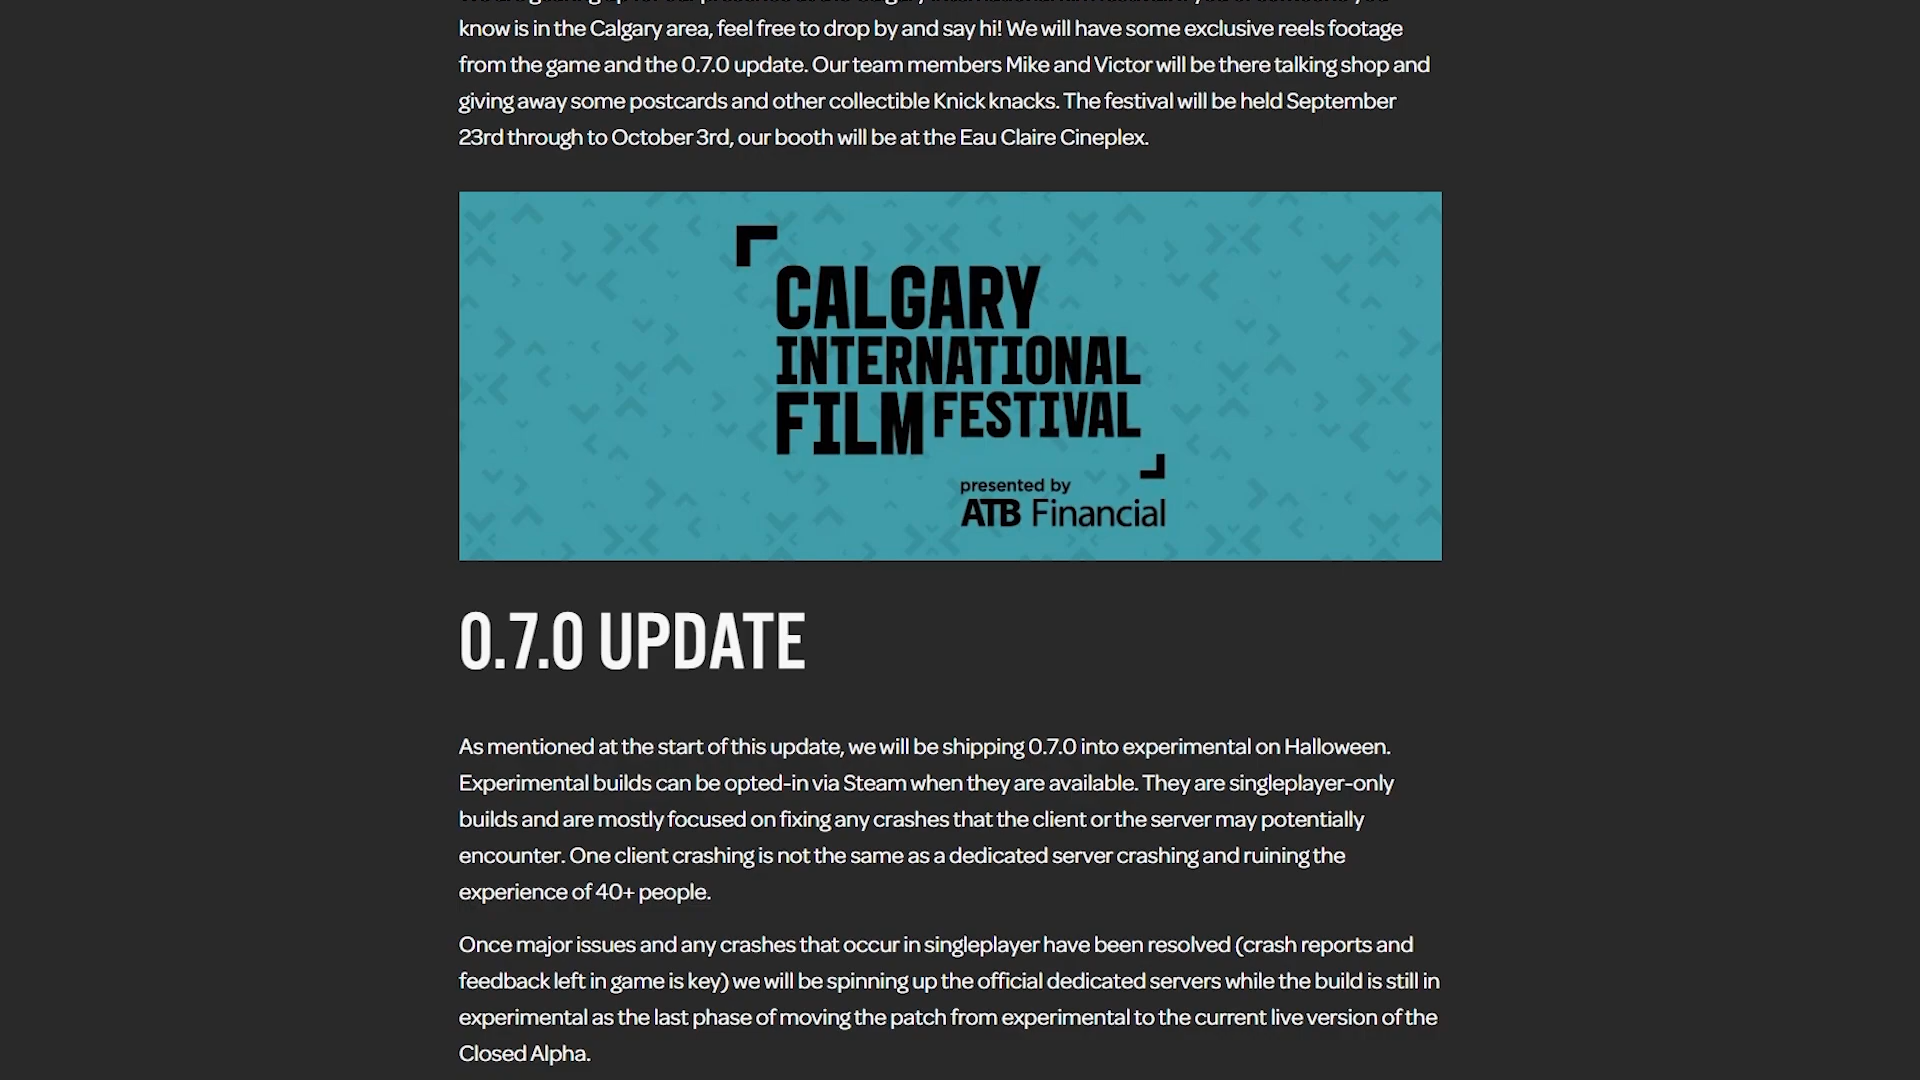 know is in the Calgary area, feel free to drop by and say hi! We will have some exclusive reels footage
from the game and the 0.7.0 update. Our team members Mike and Victor will be there talking shop and
giving away some postcards and other collectible Knick knacks. The festival will be held September
23rd through to October 3rd, our booth will be at the Eau Claire Cineplex.
CALGARY
INTERNATIONAL
FILM FESTIVAL
presented by
ATB Financial
0.7.0 UPDATE
As mentioned at the start of this update, we will be shipping 0.7.0 into experimental on Halloween.
Experimental builds can be opted-in via Steam when they are available. They are singleplayer-only
builds and are mostly focused on fixing any crashes that the client or the server may potentially
encounter. One client crashing is not the same as a dedicated server crashing and ruining the
experience of 40+ people.
Once major issues and any crashes that occur in singleplayer have been resolved (crash reports and
feedback left in game is key) we will be spinning up the official dedicated servers while the build is still in
experimental as the last phase of moving the patch from experimental to the current live version of the
Closed Alpha.